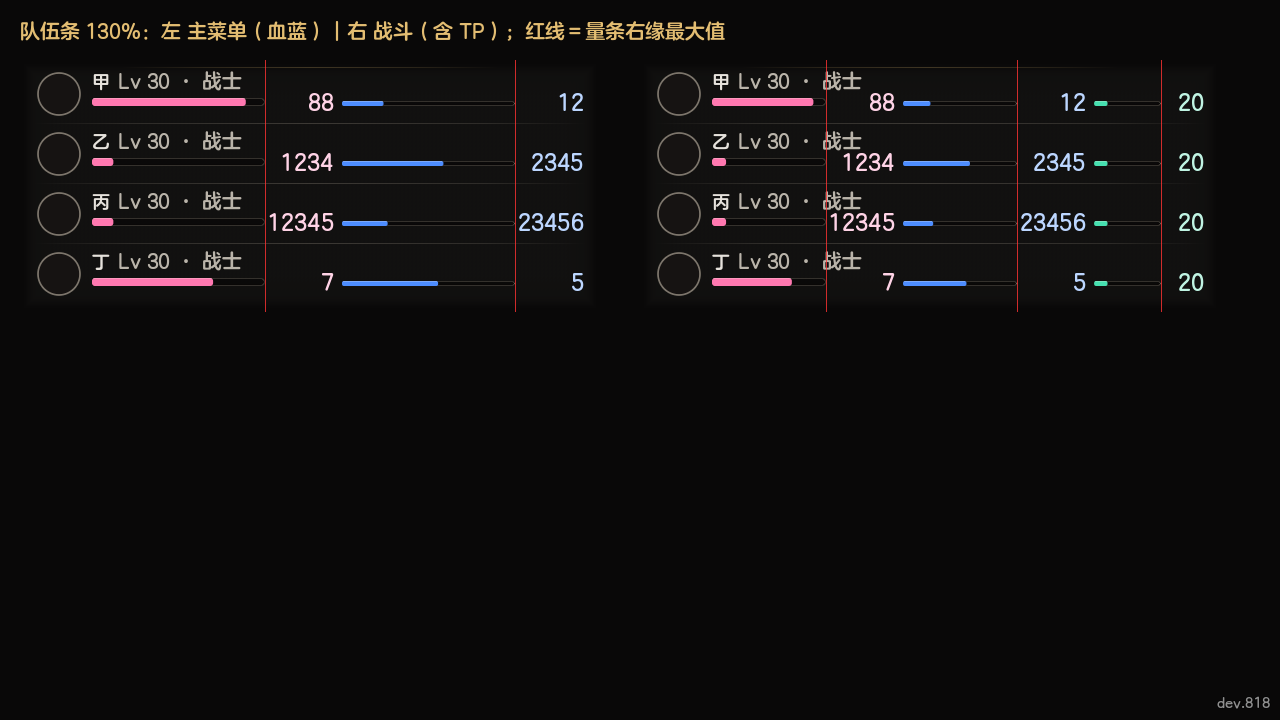 队伍条 130%：左 主菜单（血蓝）｜右 战斗（含 TP）；红线＝量条右缘最大值
甲 Lv 30 · 战士
88 12
乙 Lv 30 · 战士
1234 2345
丙 Lv 30 · 战士
12345 23456
丁 Lv 30 · 战士
7 5
甲 Lv 30 · 战士
88 12 20
乙 Lv 30 · 战士
1234 2345 20
丙 Lv 30 · 战士
12345 23456 20
丁 Lv 30 · 战士
7 5 20
dev.818